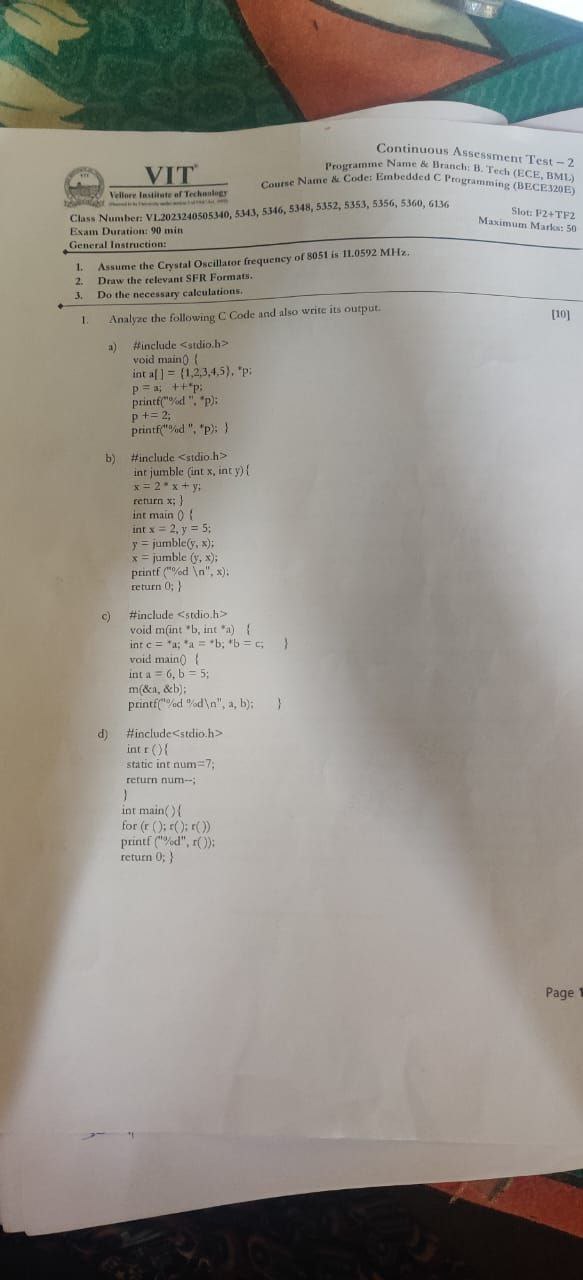 Continuous Assessment Test – 2
Programme Name & Branch: B. Tech (ECE, BML)
Course Name & Code: Embedded C Programming (BECE320E)
VIT
Vellore Institute of Technology
Class Number: VL2023240505340, 5343, 5346, 5348, 5352, 5353, 5356, 5360, 6136
Slot: F2+TF2
Exam Duration: 90 min
Maximum Marks: 50
General Instruction:
1. Assume the Crystal Oscillator frequency of 8051 is 11.0592 MHz.
2. Draw the relevant SFR Formats.
3. Do the necessary calculations.
1. Analyze the following C Code and also write its output. [10]
a) #include <stdio.h>
void main() {
int a[ ] = {1,2,3,4,5}, *p;
p = a; ++*p;
printf("%d ", *p);
p += 2;
printf("%d ", *p); }
b) #include <stdio.h>
int jumble (int x, int y){
x = 2 * x + y;
return x; }
int main () {
int x = 2, y = 5;
y = jumble(y, x);
x = jumble (y, x);
printf ("%d \n", x);
return 0; }
c) #include <stdio.h>
void m(int *b, int *a) {
int c = *a; *a = *b; *b = c; }
void main() {
int a = 6, b = 5;
m(&a, &b);
printf("%d %d\n", a, b); }
d) #include<stdio.h>
int r (){
static int num=7;
return num--;
}
int main( ){
for (r (); r(); r())
printf ("%d", r());
return 0; }
Page 1